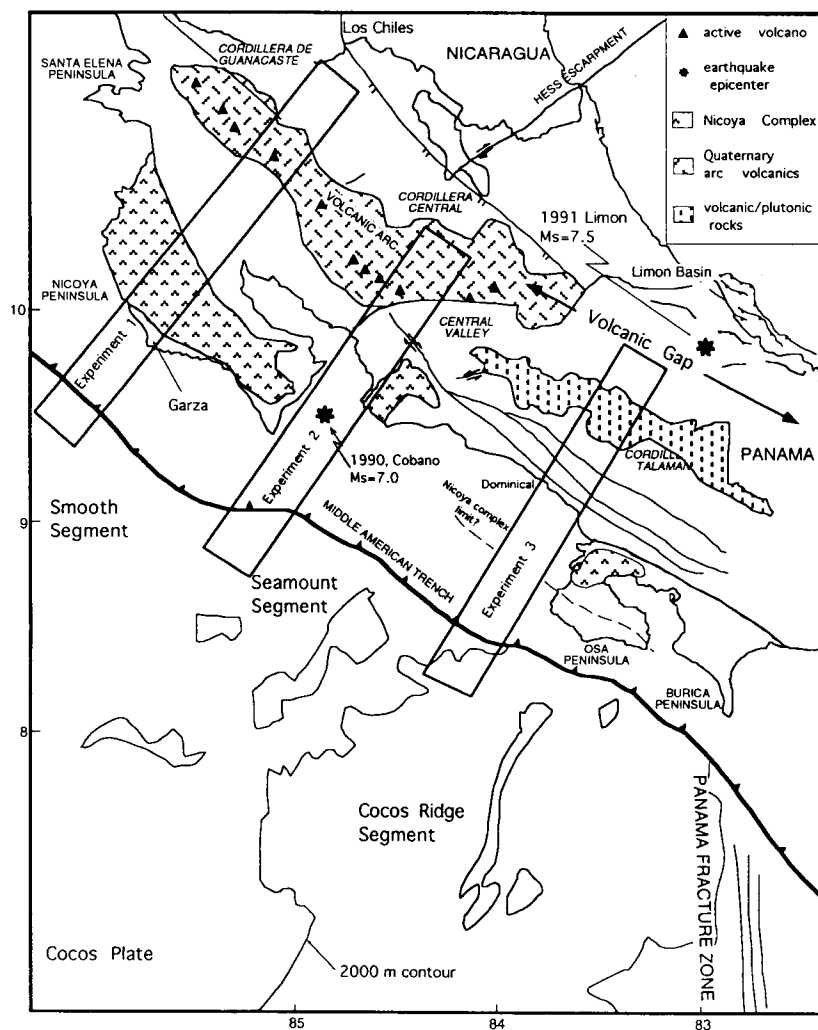 Los Chiles
CORDILLERA DE
GUANACASTE
SANTA ELENA
PENINSULA
NICARAGUA
HESS ESCARPMENT
active volcano
earthquake
epicenter
Nicoya Complex
Quaternary
arc volcanics
volcanic/plutonic
rocks
VOLCANIC ARC
CORDILLERA
CENTRAL
1991 Limon
Ms=7.5
Limon Basin
NICOYA
PENINSULA
10
CENTRAL
VALLEY
Volcanic Gap
Experiment 1
Garza
1990, Cobano
Ms=7.0
Experiment 2
CORDILLE
TALAMAN
PANAMA
Dominical
Nicoya complex
limit?
Smooth
Segment
9
MIDDLE AMERICAN TRENCH
Experiment 3
Seamount
Segment
OSA
PENINSULA
BURICA
PENINSULA
8
PANAMA FRACTURE ZONE
Cocos Ridge
Segment
Cocos Plate
2000 m contour
85
84
83